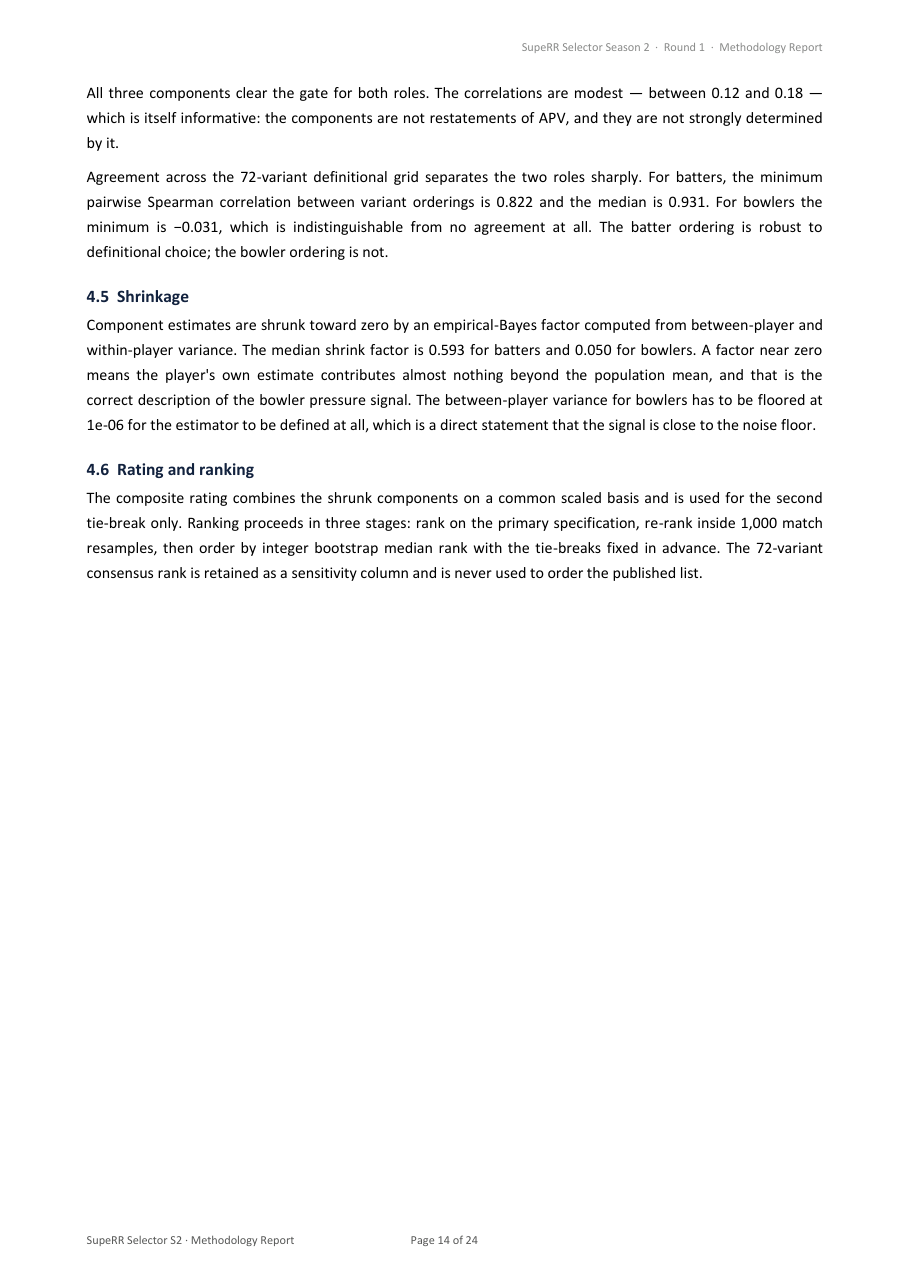 SupeRR Selector Season 2 · Round 1 · Methodology Report
All three components clear the gate for both roles. The correlations are modest — between 0.12 and 0.18 —
which is itself informative: the components are not restatements of APV, and they are not strongly determined
by it.
Agreement across the 72-variant definitional grid separates the two roles sharply. For batters, the minimum
pairwise Spearman correlation between variant orderings is 0.822 and the median is 0.931. For bowlers the
minimum is −0.031, which is indistinguishable from no agreement at all. The batter ordering is robust to
definitional choice; the bowler ordering is not.
4.5 Shrinkage
Component estimates are shrunk toward zero by an empirical-Bayes factor computed from between-player and
within-player variance. The median shrink factor is 0.593 for batters and 0.050 for bowlers. A factor near zero
means the player's own estimate contributes almost nothing beyond the population mean, and that is the
correct description of the bowler pressure signal. The between-player variance for bowlers has to be floored at
1e-06 for the estimator to be defined at all, which is a direct statement that the signal is close to the noise floor.
4.6 Rating and ranking
The composite rating combines the shrunk components on a common scaled basis and is used for the second
tie-break only. Ranking proceeds in three stages: rank on the primary specification, re-rank inside 1,000 match
resamples, then order by integer bootstrap median rank with the tie-breaks fixed in advance. The 72-variant
consensus rank is retained as a sensitivity column and is never used to order the published list.
SupeRR Selector S2 · Methodology Report Page 14 of 24